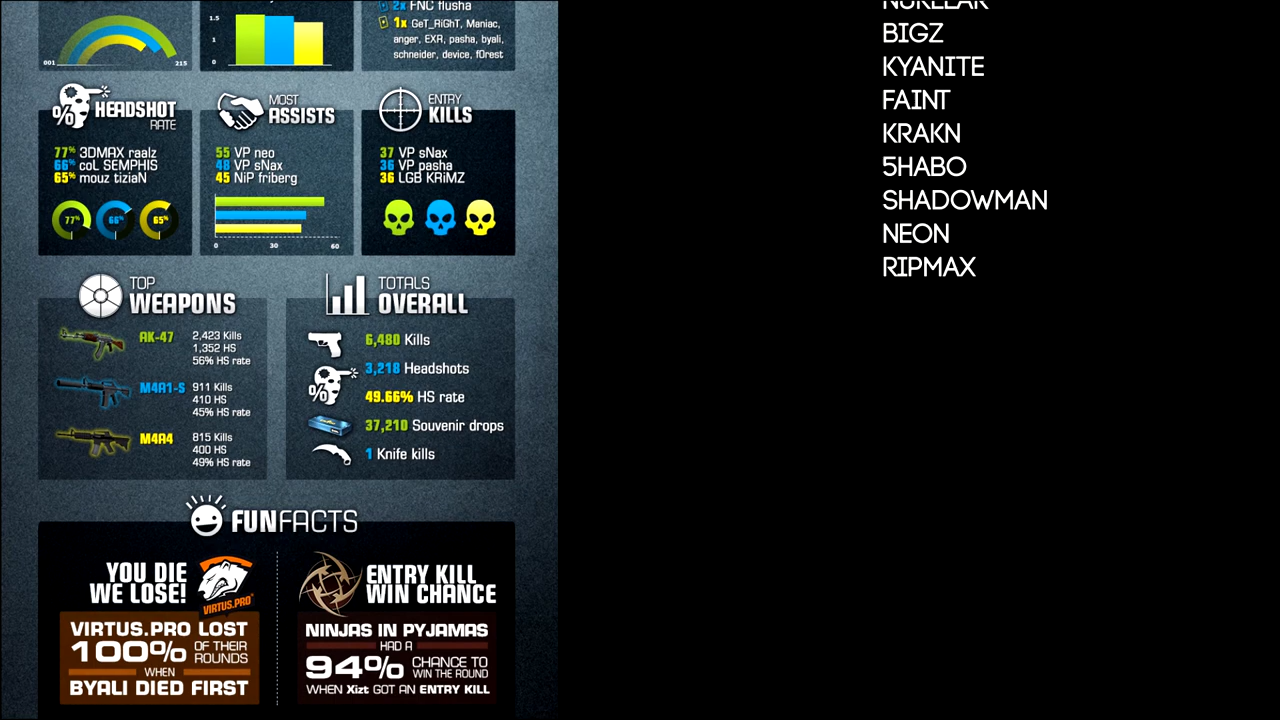 2x FNC flusha
1x GeT_RiGhT, Maniac,
anger, EXR, pasha, byali,
schneider, device, f0rest
1.5
1
0
001
215
% HEADSHOT
RATE
77% 3DMAX raalz
66% coL SEMPHIS
65% mouz tiziaN
77%
66%
65%
MOST
ASSISTS
55 VP neo
48 VP sNax
45 NiP friberg
0 30 60
ENTRY
KILLS
37 VP sNax
36 VP pasha
36 LGB KRiMZ
TOP
WEAPONS
AK-47
2,423 Kills
1,352 HS
56% HS rate
M4A1-S
911 Kills
410 HS
45% HS rate
M4A4
815 Kills
400 HS
49% HS rate
TOTALS
OVERALL
6,480 Kills
%
3,218 Headshots
49.66% HS rate
37,210 Souvenir drops
1 Knife kills
FUNFACTS
YOU DIE
WE LOSE!
VIRTUS.PRO
VIRTUS.PRO LOST
100% OF THEIR
ROUNDS
WHEN
BYALI DIED FIRST
ENTRY KILL
WIN CHANCE
NINJAS IN PYJAMAS
HAD A
94% CHANCE TO
WIN THE ROUND
WHEN Xizt GOT AN ENTRY KILL
NUKLEAR
BIGZ
KYANITE
FAINT
KRAKN
5HABO
SHADOWMAN
NEON
RIPMAX